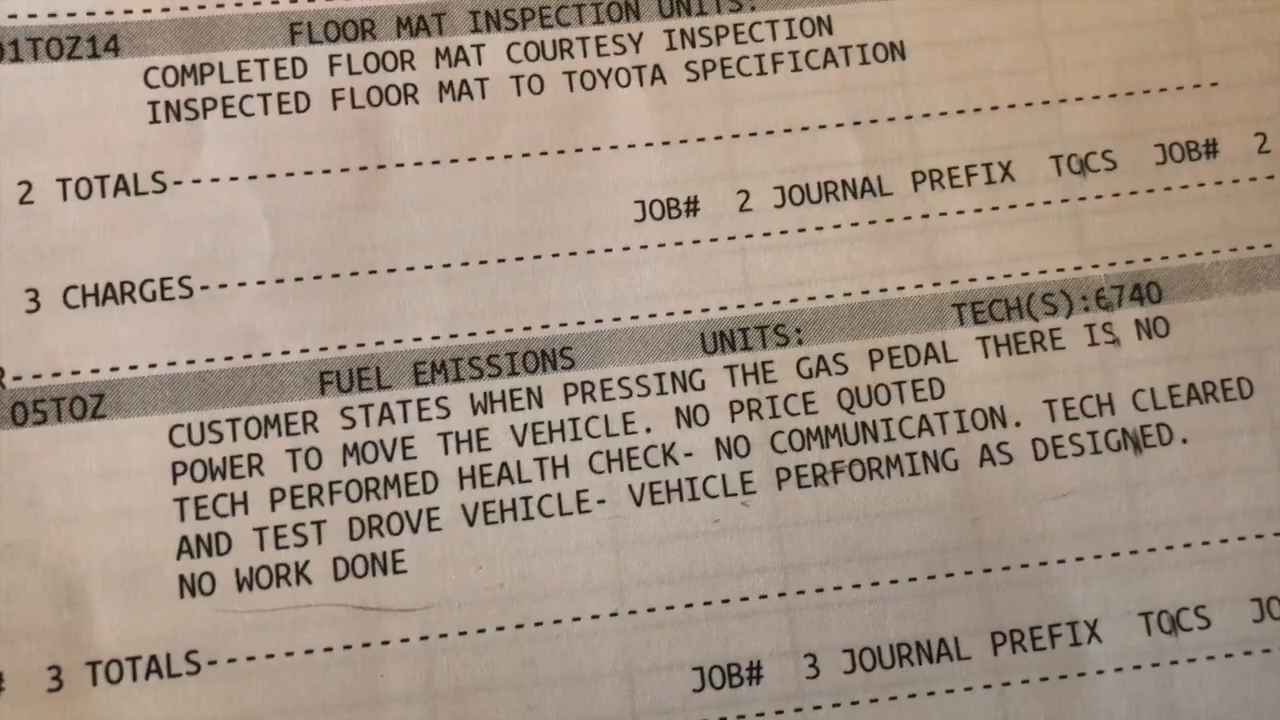 01TOZ14 FLOOR MAT INSPECTION UNITS:
COMPLETED FLOOR MAT COURTESY INSPECTION
INSPECTED FLOOR MAT TO TOYOTA SPECIFICATION
2 TOTALS
JOB# 2 JOURNAL PREFIX TQCS JOB# 2
3 CHARGES
05TOZ FUEL EMISSIONS UNITS: TECH(S):6740
CUSTOMER STATES WHEN PRESSING THE GAS PEDAL THERE IS NO
POWER TO MOVE THE VEHICLE. NO PRICE QUOTED
TECH PERFORMED HEALTH CHECK- NO COMMUNICATION. TECH CLEARED
AND TEST DROVE VEHICLE- VEHICLE PERFORMING AS DESIGNED.
NO WORK DONE
# 3 TOTALS
JOB# 3 JOURNAL PREFIX TQCS JO